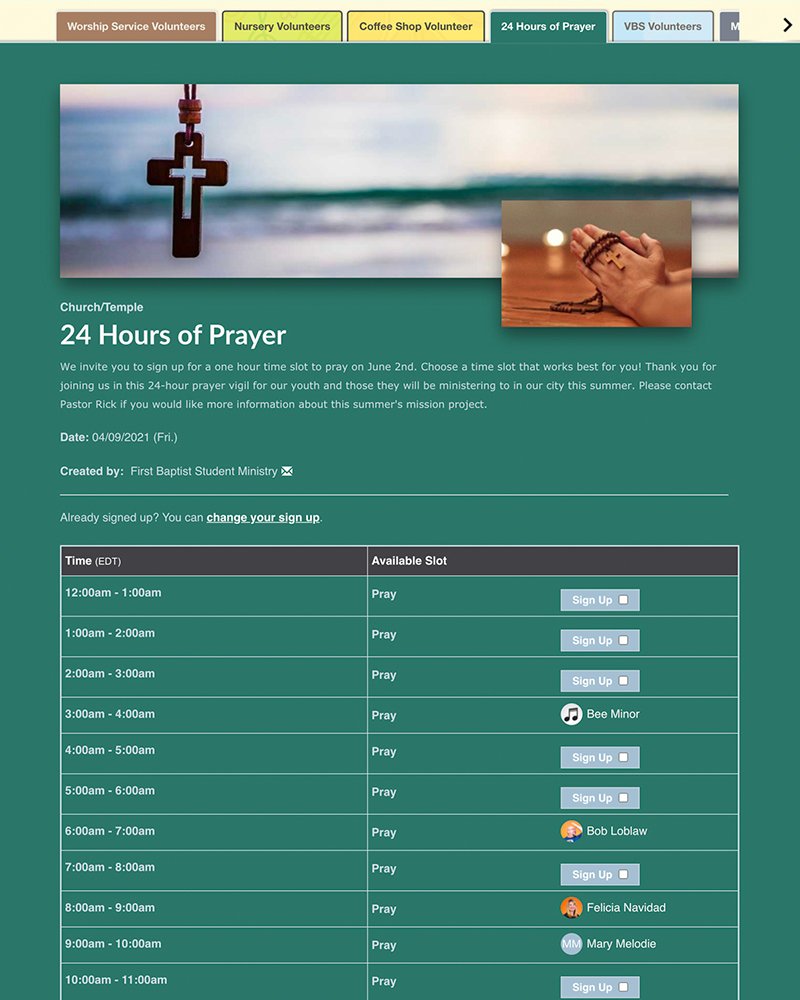 Worship Service Volunteers
Nursery Volunteers
Coffee Shop Volunteer
24 Hours of Prayer
VBS Volunteers
M
Church/Temple
24 Hours of Prayer
We invite you to sign up for a one hour time slot to pray on June 2nd. Choose a time slot that works best for you! Thank you for
joining us in this 24-hour prayer vigil for our youth and those they will be ministering to in our city this summer. Please contact
Pastor Rick if you would like more information about this summer's mission project.
Date: 04/09/2021 (Fri.)
Created by: First Baptist Student Ministry
Already signed up? You can change your sign up.
Time (EDT) Available Slot
12:00am - 1:00am Pray Sign Up
1:00am - 2:00am Pray Sign Up
2:00am - 3:00am Pray Sign Up
3:00am - 4:00am Pray Bee Minor
4:00am - 5:00am Pray Sign Up
5:00am - 6:00am Pray Sign Up
6:00am - 7:00am Pray Bob Loblaw
7:00am - 8:00am Pray Sign Up
8:00am - 9:00am Pray Felicia Navidad
9:00am - 10:00am Pray MM Mary Melodie
10:00am - 11:00am Pray Sign Up